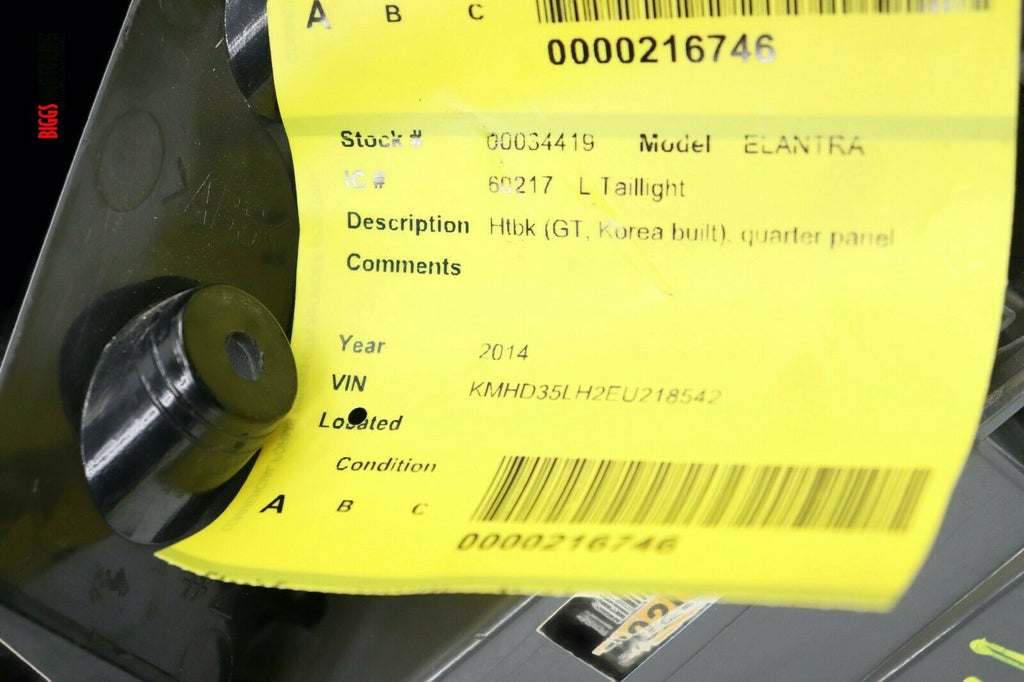 A B C
0000216746
Stock # 00034419 Model ELANTRA
IC # 60217 L Taillight
Description Htbk (GT, Korea built), quarter panel
Comments
Year 2014
VIN KMHD35LH2EU218542
Located
Condition
A B C
0000216746
BIGGS
>ABS